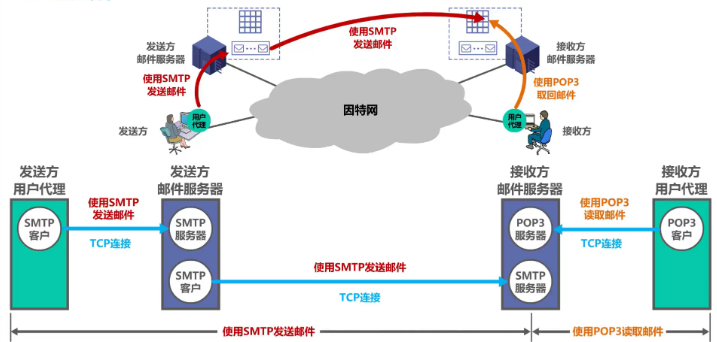 使用SMTP
发送邮件
发送方
邮件服务器
接收方
邮件服务器
使用SMTP
发送邮件
使用POP3
取回邮件
因特网
用户
代理
用户
代理
发送方
接收方
发送方
用户代理
发送方
邮件服务器
接收方
邮件服务器
接收方
用户代理
使用SMTP
发送邮件
使用POP3
读取邮件
SMTP
客户
SMTP
服务器
POP3
服务器
POP3
客户
TCP连接
TCP连接
SMTP
客户
使用SMTP发送邮件
SMTP
服务器
TCP连接
使用SMTP发送邮件
使用POP3读取邮件